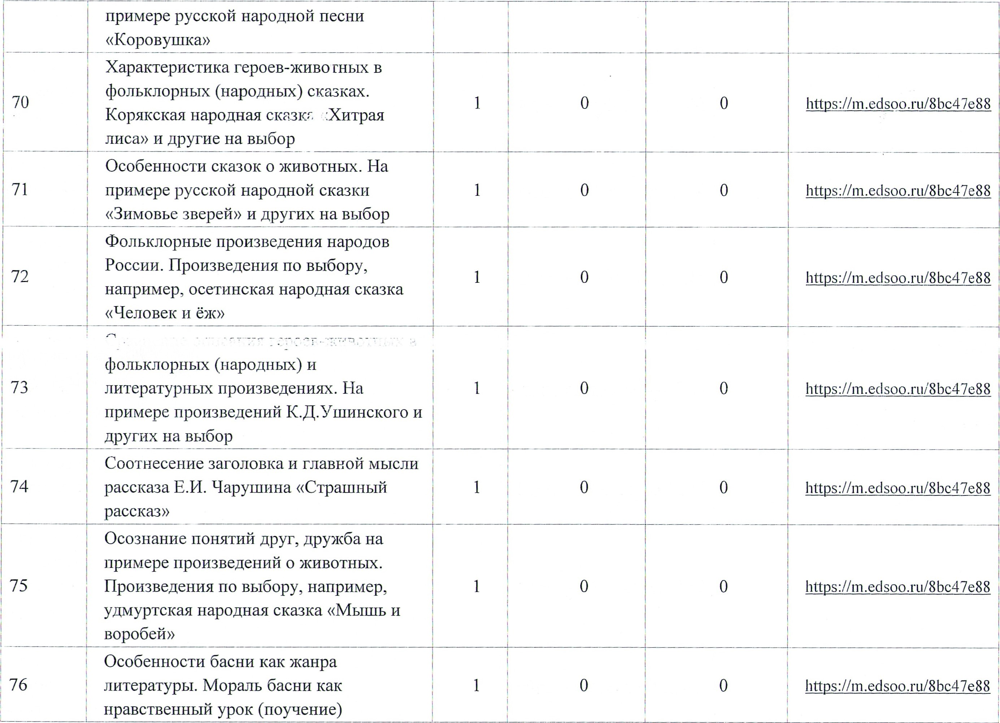 примере русской народной песни
«Коровушка»
70
Характеристика героев-животных в
фольклорных (народных) сказках.
Корякская народная сказка «Хитрая
лиса» и другие на выбор
1
0
0
https://m.edsoo.ru/8bc47e88
71
Особенности сказок о животных. На
примере русской народной сказки
«Зимовье зверей» и других на выбор
1
0
0
https://m.edsoo.ru/8bc47e88
72
Фольклорные произведения народов
России. Произведения по выбору,
например, осетинская народная сказка
«Человек и ёж»
1
0
0
https://m.edsoo.ru/8bc47e88
73
героев-животных в
фольклорных (народных) и
литературных произведениях. На
примере произведений К.Д.Ушинского и
других на выбор
1
0
0
https://m.edsoo.ru/8bc47e88
74
Соотнесение заголовка и главной мысли
рассказа Е.И. Чарушина «Страшный
рассказ»
1
0
0
https://m.edsoo.ru/8bc47e88
75
Осознание понятий друг, дружба на
примере произведений о животных.
Произведения по выбору, например,
удмуртская народная сказка «Мышь и
воробей»
1
0
0
https://m.edsoo.ru/8bc47e88
76
Особенности басни как жанра
литературы. Мораль басни как
нравственный урок (поучение)
1
0
0
https://m.edsoo.ru/8bc47e88